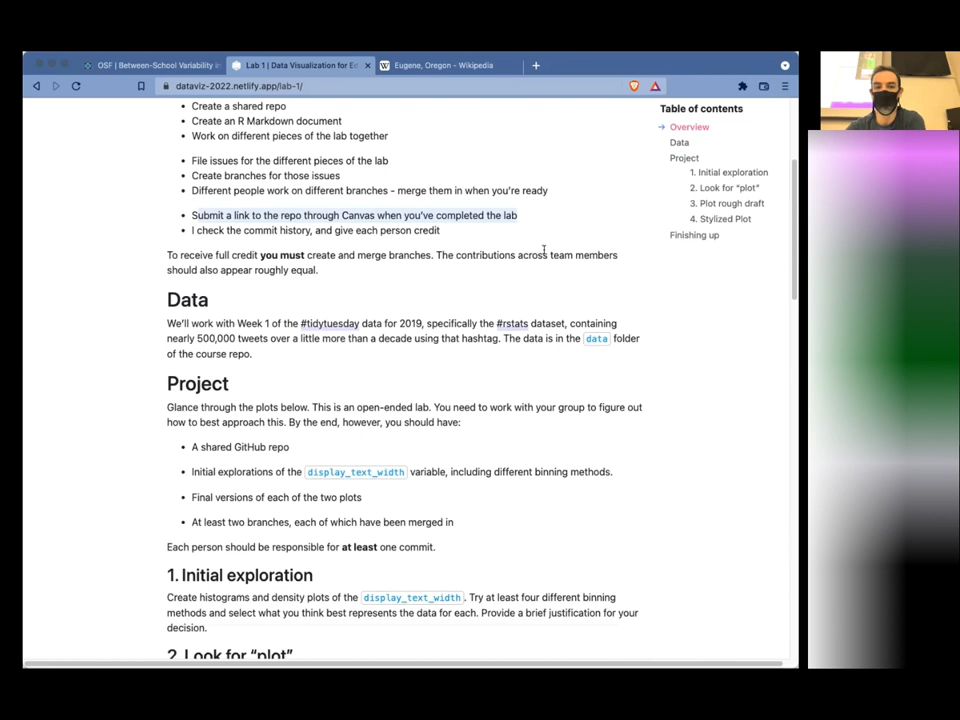 OSF | Between-School Variability i
Lab 1 | Data Visualization for Ed
Eugene, Oregon - Wikipedia
dataviz-2022.netlify.app/lab-1/
Create a shared repo
Create an R Markdown document
Work on different pieces of the lab together
File issues for the different pieces of the lab
Create branches for those issues
Different people work on different branches - merge them in when you're ready
Submit a link to the repo through Canvas when you've completed the lab
I check the commit history, and give each person credit
To receive full credit you must create and merge branches. The contributions across team members
should also appear roughly equal.
Data
We'll work with Week 1 of the #tidytuesday data for 2019, specifically the #rstats dataset, containing
nearly 500,000 tweets over a little more than a decade using that hashtag. The data is in the data folder
of the course repo.
Project
Glance through the plots below. This is an open-ended lab. You need to work with your group to figure out
how to best approach this. By the end, however, you should have:
A shared GitHub repo
Initial explorations of the display_text_width variable, including different binning methods.
Final versions of each of the two plots
At least two branches, each of which have been merged in
Each person should be responsible for at least one commit.
1. Initial exploration
Create histograms and density plots of the display_text_width. Try at least four different binning
methods and select what you think best represents the data for each. Provide a brief justification for your
decision.
2. Look for "plot"
Table of contents
Overview
Data
Project
1. Initial exploration
2. Look for "plot"
3. Plot rough draft
4. Stylized Plot
Finishing up